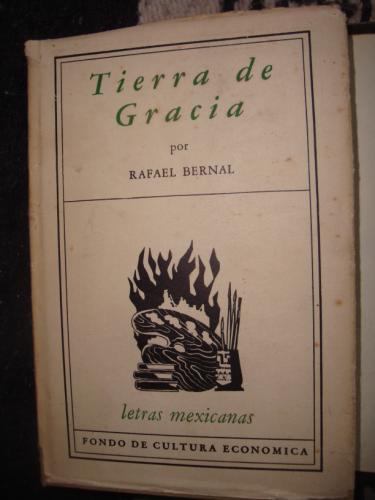 Tierra de
Gracia
por
RAFAEL BERNAL
letras mexicanas
FONDO DE CULTURA ECONOMICA